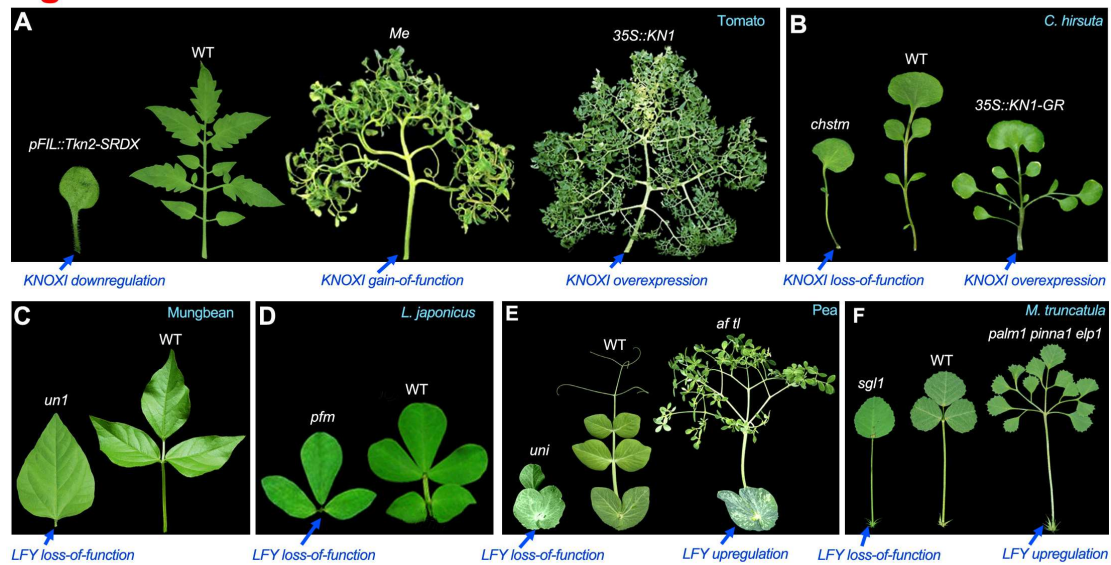 A
Tomato
pFIL::Tkn2-SRDX
WT
Me
35S::KN1
KNOXI downregulation
KNOXI gain-of-function
KNOXI overexpression
B
C. hirsuta
chstm
WT
35S::KN1-GR
KNOXI loss-of-function
KNOXI overexpression
C
Mungbean
un1
WT
LFY loss-of-function
D
L. japonicus
pfm
WT
LFY loss-of-function
E
Pea
uni
WT
af tl
LFY loss-of-function
LFY upregulation
F
M. truncatula
sgl1
WT
palm1 pinna1 elp1
LFY loss-of-function
LFY upregulation